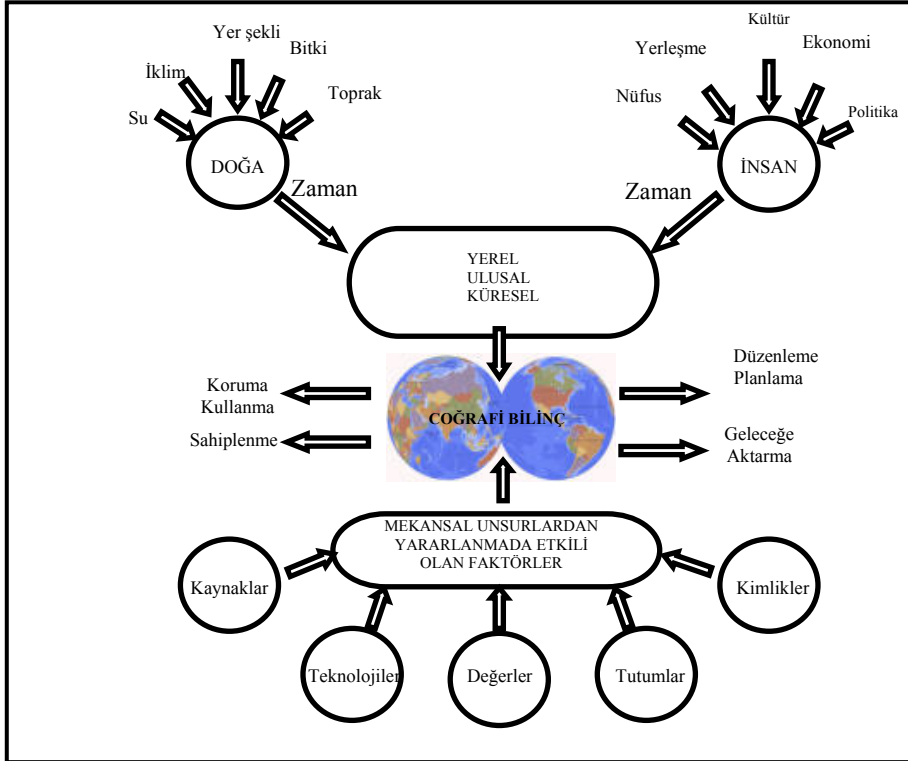 Yer şekli
Bitki
İklim
Toprak
Su
DOĞA
Zaman
Kültür
Yerleşme
Ekonomi
Nüfus
Politika
İNSAN
Zaman
YEREL
ULUSAL
KÜRESEL
Koruma
Kullanma
Sahiplenme
COĞRAFİ BİLİNÇ
Düzenleme
Planlama
Geleceğe
Aktarma
MEKANSAL UNSURLARDAN
YARARLANMADA ETKİLİ
OLAN FAKTÖRLER
Kaynaklar
Kimlikler
Teknolojiler
Değerler
Tutumlar